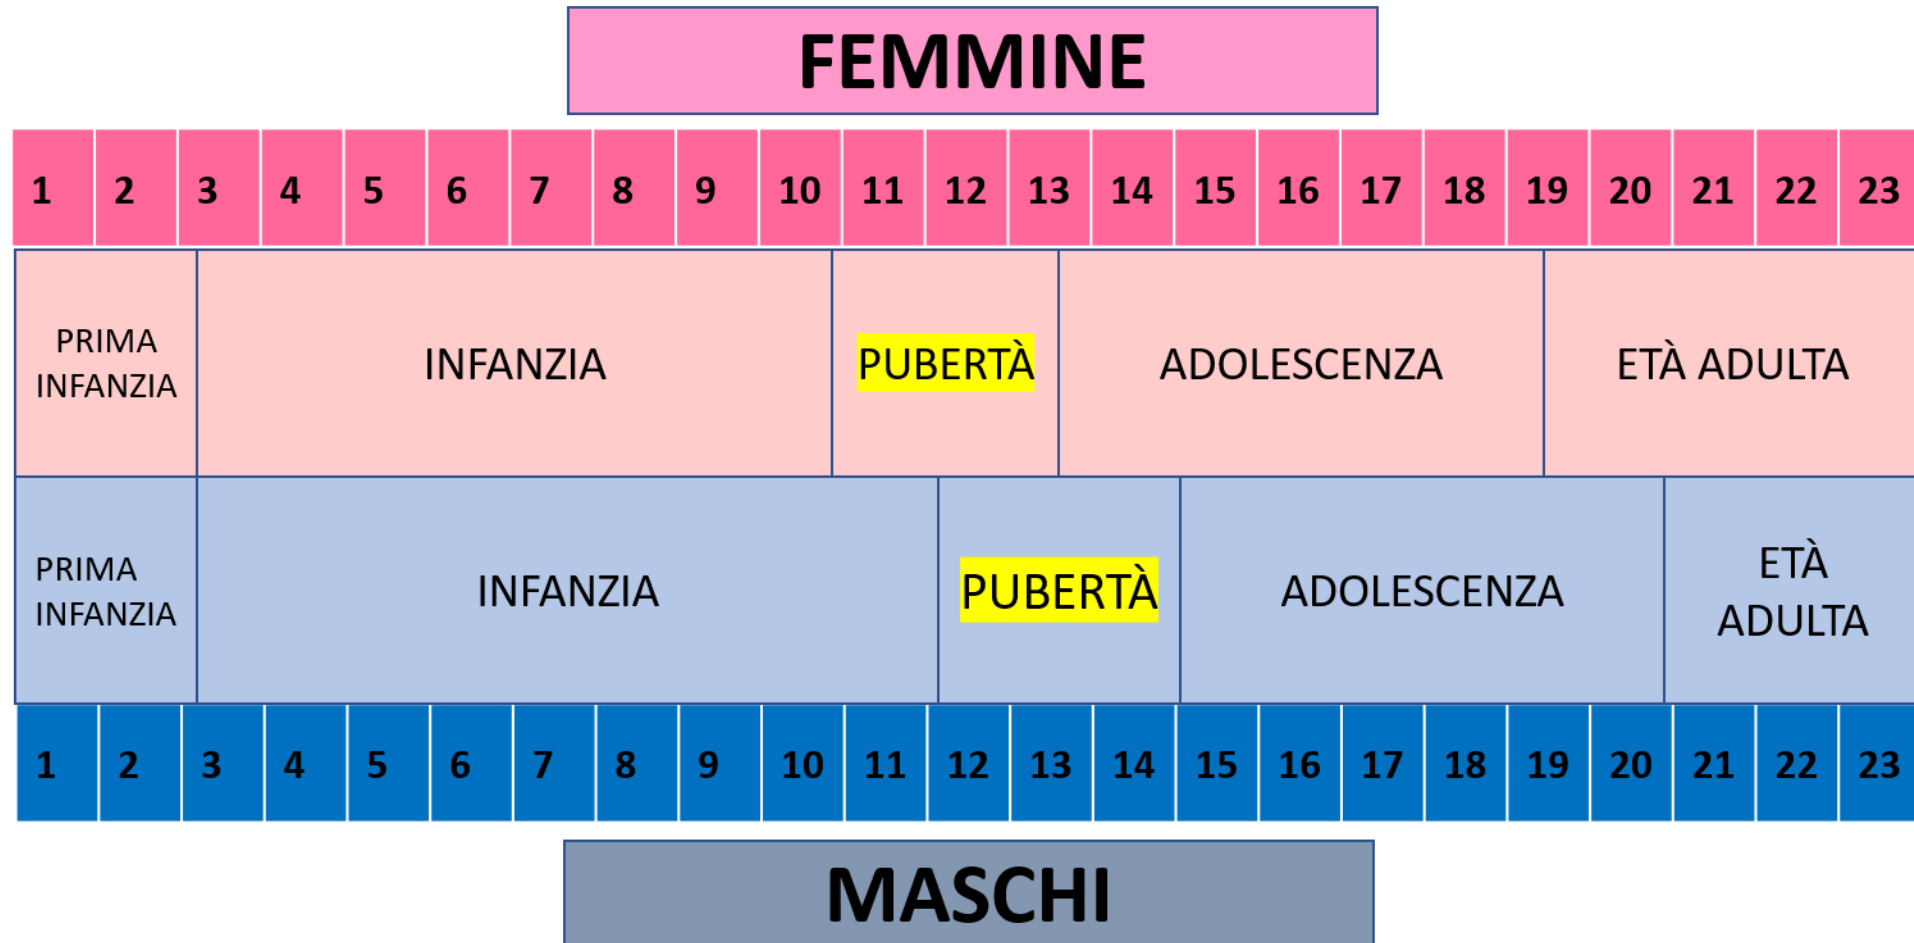 FEMMINE
1 2 3 4 5 6 7 8 9 10 11 12 13 14 15 16 17 18 19 20 21 22 23
PRIMA
INFANZIA
INFANZIA
PUBERTÀ
ADOLESCENZA
ETÀ ADULTA
PRIMA
INFANZIA
INFANZIA
PUBERTÀ
ADOLESCENZA
ETÀ
ADULTA
1 2 3 4 5 6 7 8 9 10 11 12 13 14 15 16 17 18 19 20 21 22 23
MASCHI